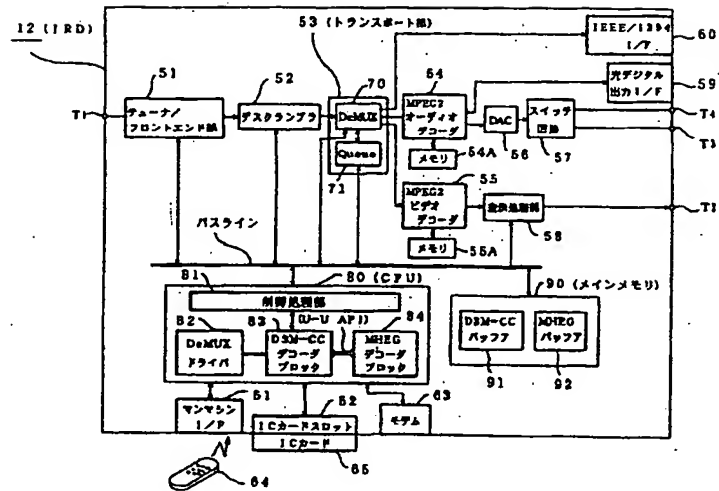 12 (IRD)
53 (トランスポート部)
IEEE/1394
I/F
60
光デジタル
出力I/F
59
51
52
70
54
T1
チューナ/
フロントエンド部
デスクランブラ
DeMUX
Queue
71
MPEG2
オーディオ
デコーダ
メモリ
54A
DAC
56
スイッチ
回路
57
T4
T3
55
MPEG2
ビデオ
デコーダ
メモリ
55A
58
T2
バスライン
81
80 (CPU)
制御処理部
82
83
(U-U API)
84
DeMUX
ドライバ
DSM-CC
デコーダ
ブロック
MHEG
デコーダ
ブロック
90 (メインメモリ)
DSM-CC
バッファ
MHEG
バッファ
91
92
マンマシン
I/F
ICカードスロット
ICカード
65
63
モデム
64